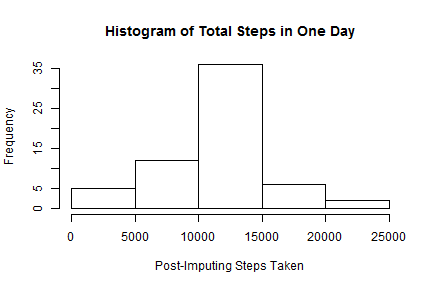 Histogram of Total Steps in One Day
Frequency
35
25
15
5
0
0 5000 10000 15000 20000 25000
Post-Imputing Steps Taken